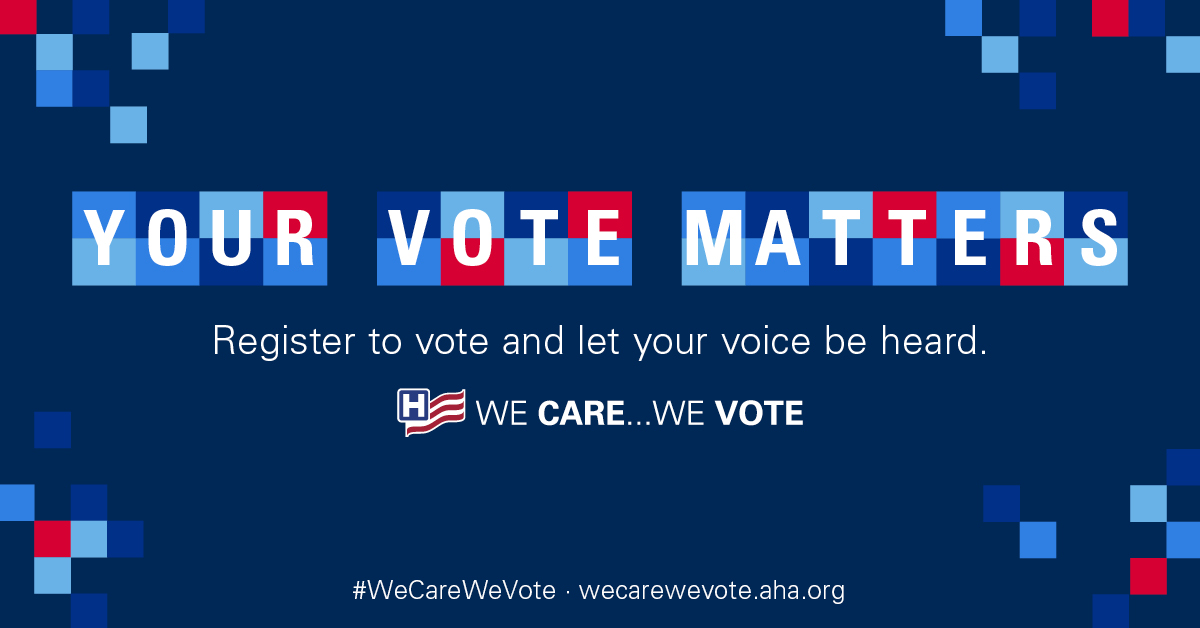 YOUR VOTE MATTERS
Register to vote and let your voice be heard.
H WE CARE...WE VOTE
#WeCareWeVote · wecarewevote.aha.org